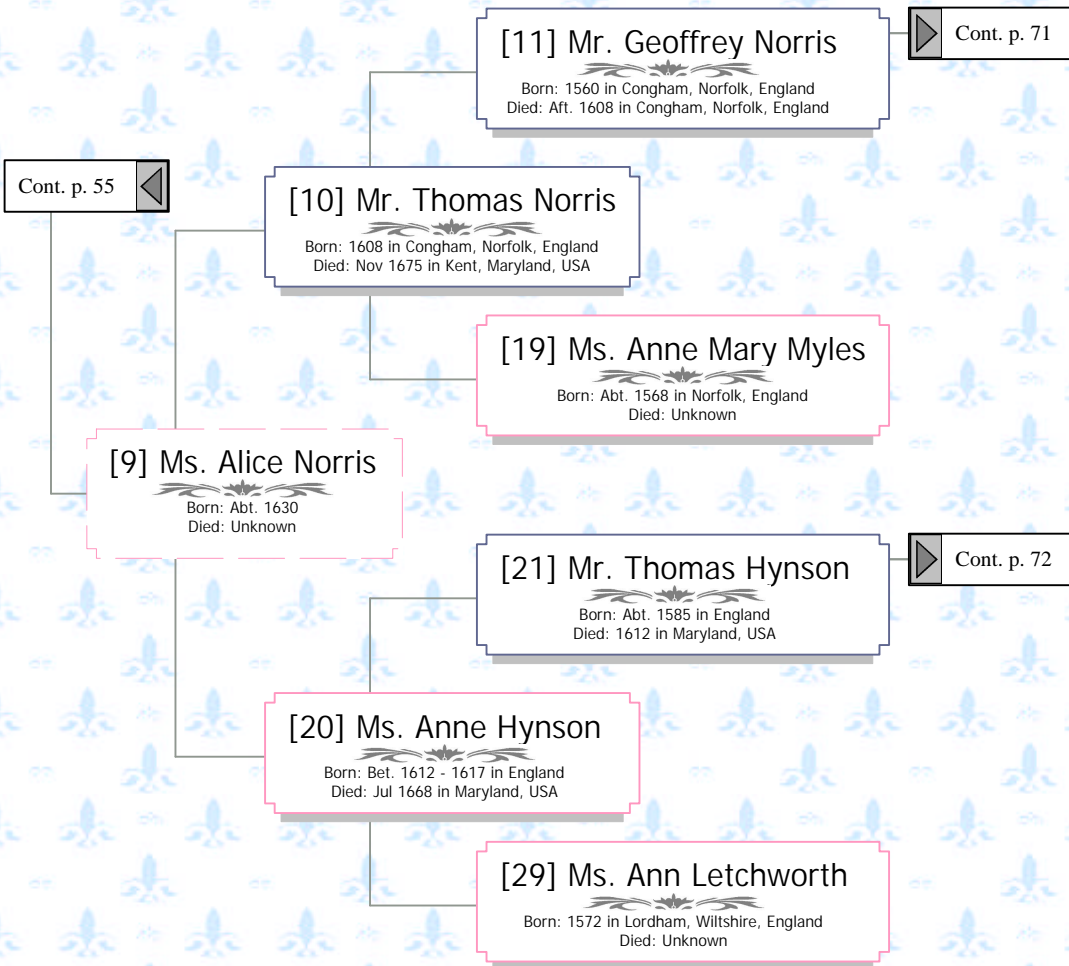 [11] Mr. Geoffrey Norris
Born: 1560 in Congham, Norfolk, England
Died: Aft. 1608 in Congham, Norfolk, England
Cont. p. 71
Cont. p. 55
[10] Mr. Thomas Norris
Born: 1608 in Congham, Norfolk, England
Died: Nov 1675 in Kent, Maryland, USA
[19] Ms. Anne Mary Myles
Born: Abt. 1568 in Norfolk, England
Died: Unknown
[9] Ms. Alice Norris
Born: Abt. 1630
Died: Unknown
[21] Mr. Thomas Hynson
Born: Abt. 1585 in England
Died: 1612 in Maryland, USA
Cont. p. 72
[20] Ms. Anne Hynson
Born: Bet. 1612 - 1617 in England
Died: Jul 1668 in Maryland, USA
[29] Ms. Ann Letchworth
Born: 1572 in Lordham, Wiltshire, England
Died: Unknown